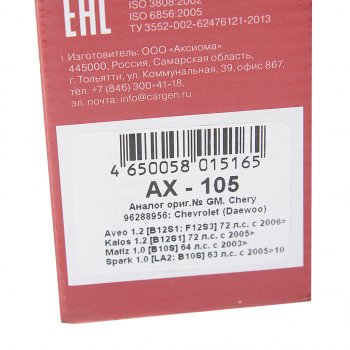 EAC
ISO 3808:2002
ISO 6856:2005
ТУ 3552-002-62476121-2013
Изготовитель: ООО «Аксиома»
445000, Россия, Самарская область,
г. Тольятти, ул. Коммунальная, 39, офис 867
тел: +7 (846) 300-41-18
эл. почта: info@cargen.ru
4 650058 015165
AX - 105
Аналог ориг.№ GM. Chery
96288956; Chevrolet (Daewoo)
Aveo 1.2 [B12S1; F12S3] 72 л.с. с 2006>
Kalos 1.2 [B12S1] 72 л.с. с 2005>
Matiz 1.0 [B10S] 64 л.с. с 2003>
Spark 1.0 [LA2; B10S] 63 л.с. с 2005>10